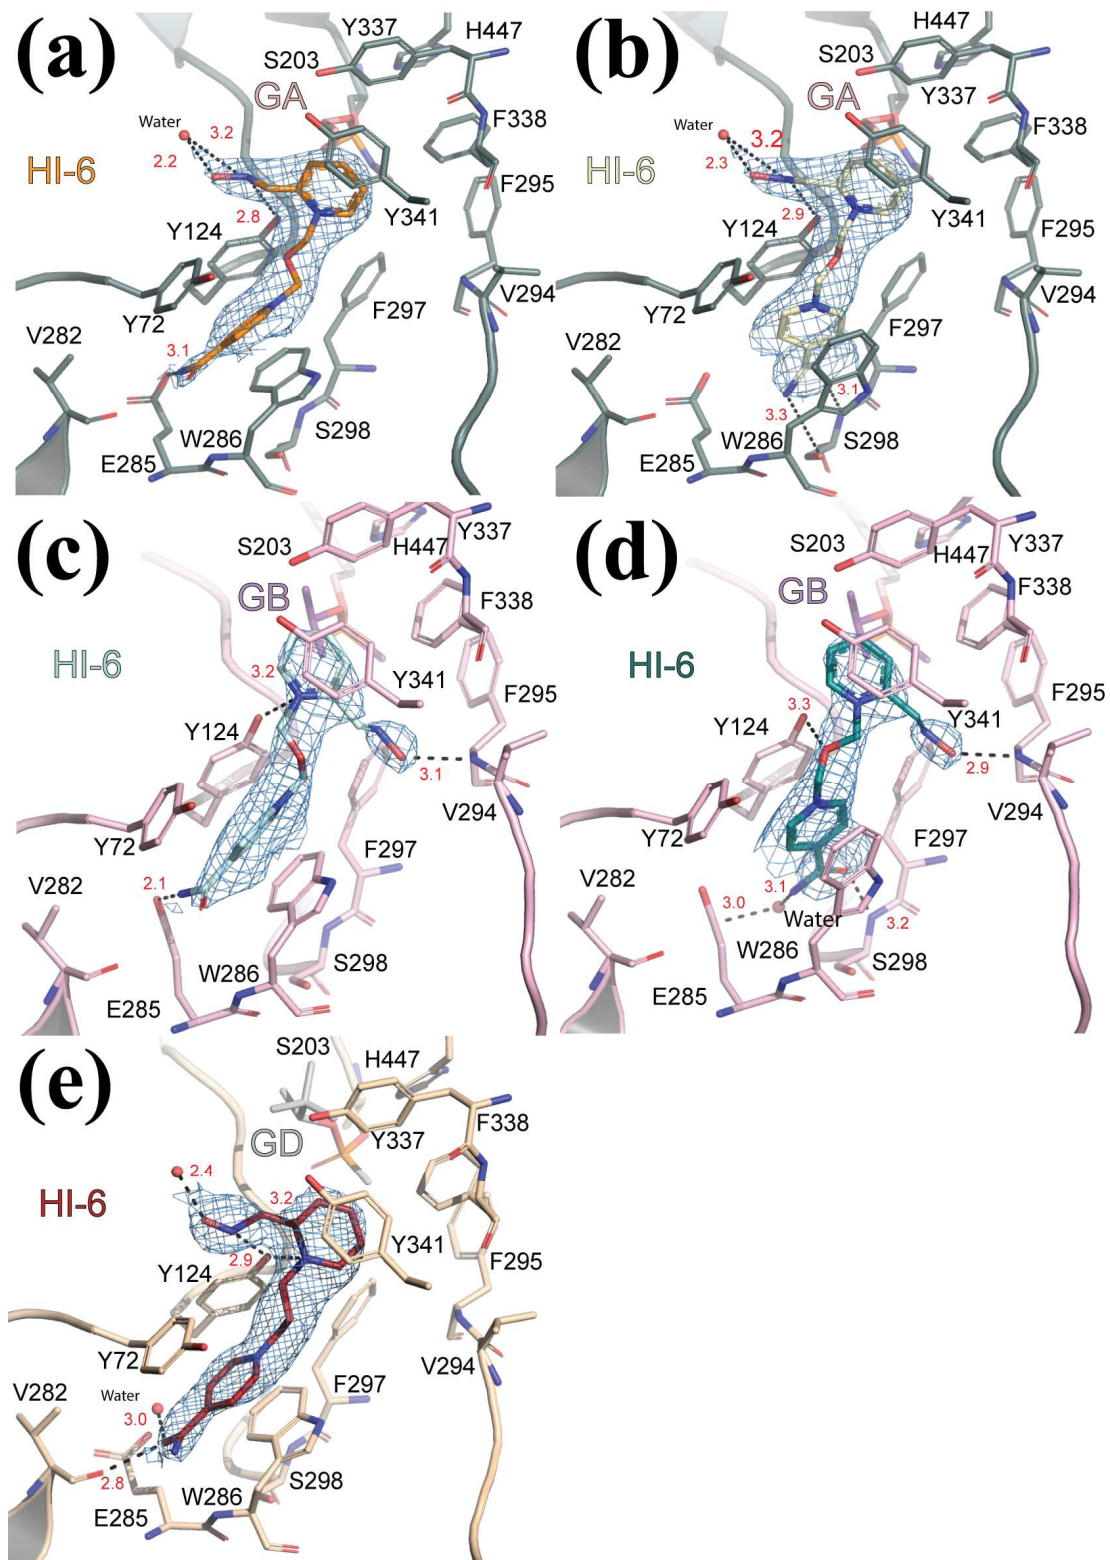 (a)
Y337
H447
S203
GA
F338
Water
3.2
2.2
HI-6
F295
2.8
Y341
Y124
V294
Y72
F297
V282
3.1
W286
S298
E285
(b)
H447
S203
Y337
GA
F338
Water
3.2
2.3
HI-6
Y341
2.9
F295
Y124
V294
Y72
F297
V282
3.1
3.3
W286
S298
E285
(c)
Y337
S203
H447
GB
F338
HI-6
3.2
Y341
F295
Y124
3.1
V294
Y72
F297
V282
2.1
W286
S298
E285
(d)
S203
H447
Y337
GB
F338
HI-6
F295
3.3
Y341
Y124
2.9
V294
Y72
F297
V282
3.1
3.0
Water
3.2
W286
S298
E285
(e)
S203
H447
F338
GD
Y337
2.4
HI-6
3.2
Y341
2.9
F295
Y124
Y72
V294
F297
V282
Water
3.0
2.8
S298
W286
E285